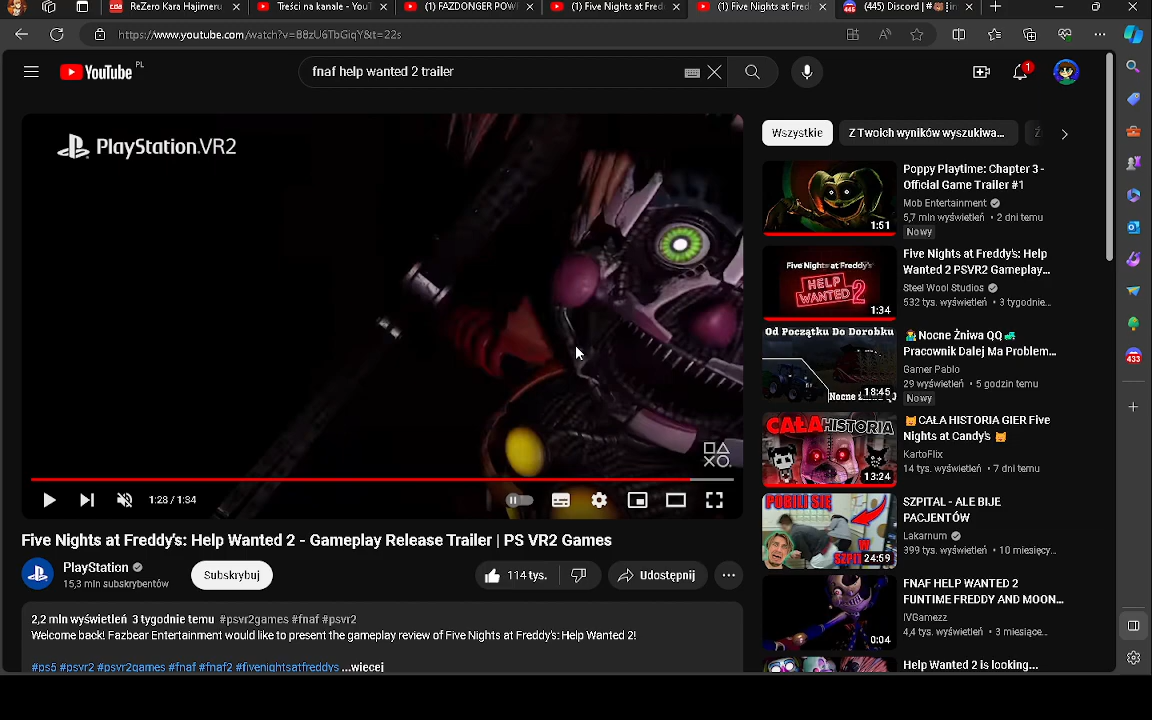 ReZero Kara Hajimeru
Treści na kanale - YouT
(1) FAZDONGER POW
(1) Five Nights at Fred
(1) Five Nights at Fred
(445) Discord | #
https://www.youtube.com/watch?v=88zU6TbGiqY&t=22s
YouTube PL
fnaf help wanted 2 trailer
1
433
PlayStation.VR2
1:28 / 1:34
Five Nights at Freddy's: Help Wanted 2 - Gameplay Release Trailer | PS VR2 Games
PlayStation
15,3 mln subskrybentów
Subskrybuj
114 tys.
Udostępnij
2,2 mln wyświetleń 3 tygodnie temu #psvr2games #fnaf #psvr2
Welcome back! Fazbear Entertainment would like to present the gameplay review of Five Nights at Freddy's: Help Wanted 2!
#ps5 #psvr2 #psvr2games #fnaf #fnaf2 #fivenightsatfreddys ...więcej
Wszystkie
Z Twoich wyników wyszukiwa...
1:51
Poppy Playtime: Chapter 3 -
Official Game Trailer #1
Mob Entertainment
5,7 mln wyświetleń • 2 dni temu
Nowy
Five Nights at Freddy's
HELP
WANTED
2
1:34
Five Nights at Freddy's: Help
Wanted 2 PSVR2 Gameplay...
Steel Wool Studios
532 tys. wyświetleń • 3 tygodnie...
Od Początku Do Dorobku
18:45
Nocne
👨‍🌾Nocne Żniwa QQ🚜
Pracownik Dalej Ma Problem...
Gamer Pablo
29 wyświetleń • 5 godzin temu
Nowy
CAŁA HISTORIA
13:24
🐱CAŁA HISTORIA GIER Five
Nights at Candy's 🐱
KartoFlix
14 tys. wyświetleń • 7 dni temu
POBILI SIĘ
W
SZPIT
24:59
SZPITAL - ALE BIJE
PACJENTÓW
Lakarnum
399 tys. wyświetleń • 10 miesięcy...
0:04
FNAF HELP WANTED 2
FUNTIME FREDDY AND MOON...
IVGamezz
4,4 tys. wyświetleń • 3 miesiące...
Help Wanted 2 is looking...